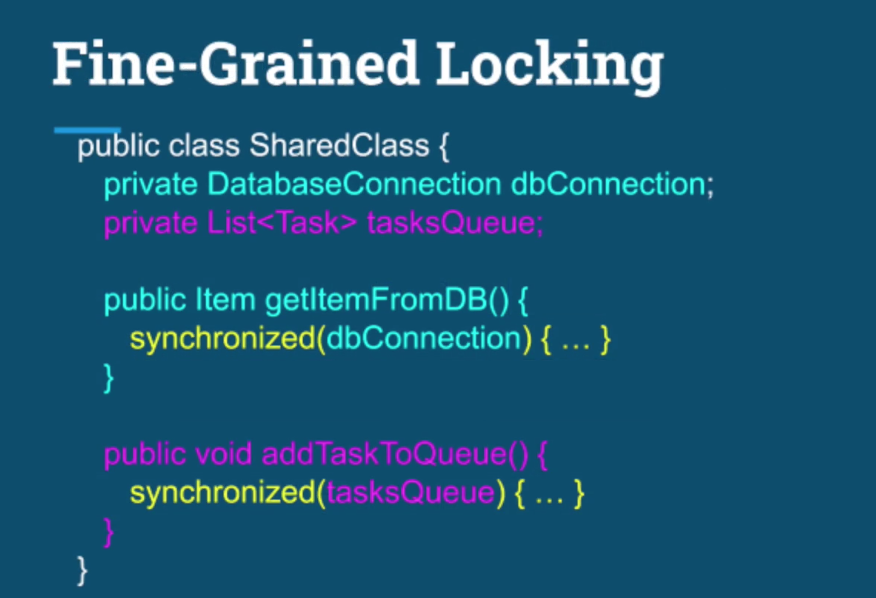 Fine-Grained Locking
public class SharedClass {
private DatabaseConnection dbConnection;
private List<Task> tasksQueue;
public Item getItemFromDB() {
synchronized(dbConnection) { … }
}
public void addTaskToQueue() {
synchronized(tasksQueue) { … }
}
}